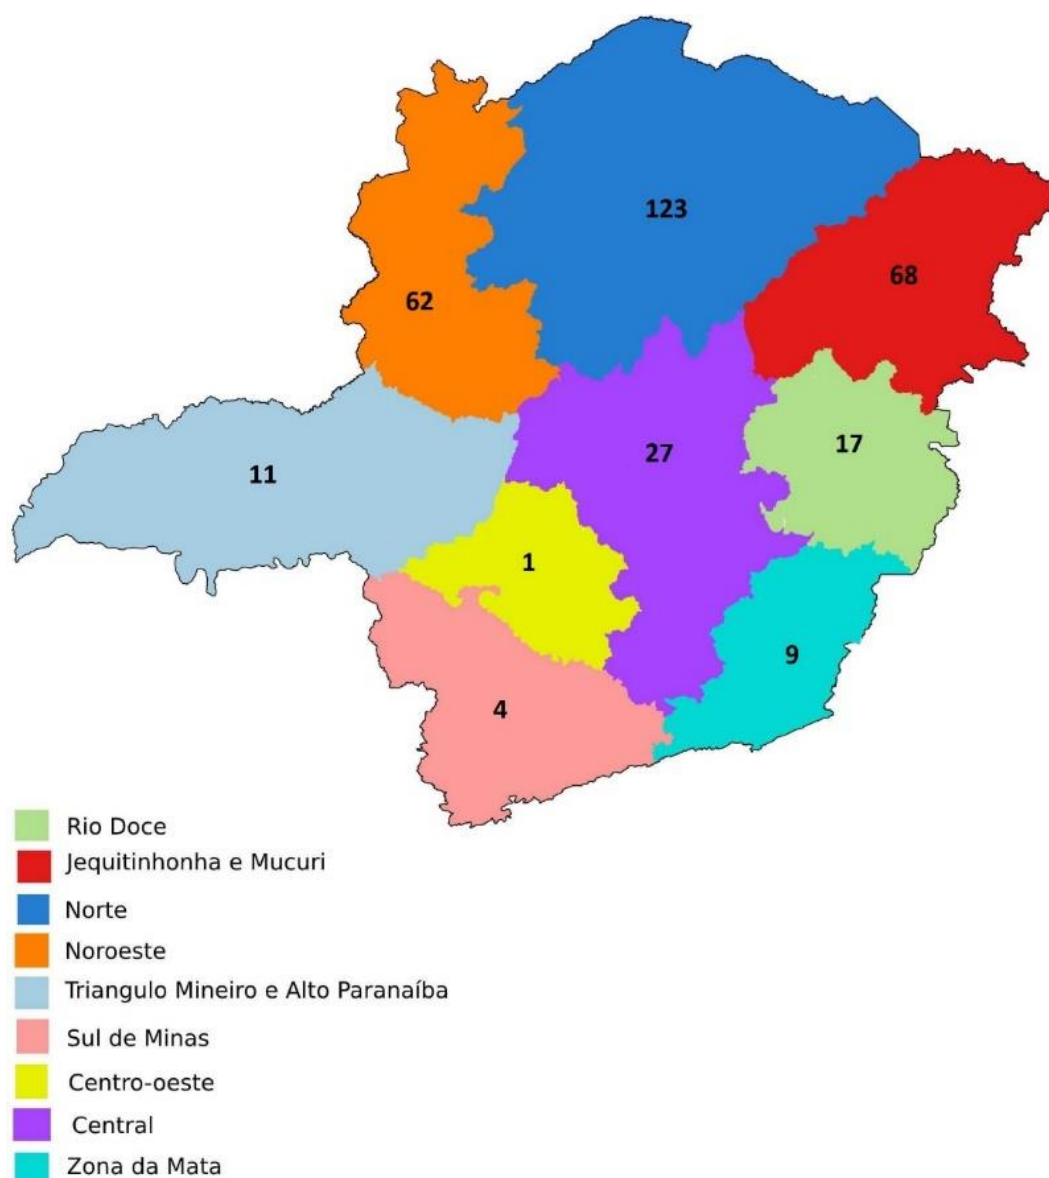 123
68
62
27
17
11
1
9
4
Rio Doce
Jequitinhonha e Mucuri
Norte
Noroeste
Triangulo Mineiro e Alto Paranaíba
Sul de Minas
Centro-oeste
Central
Zona da Mata